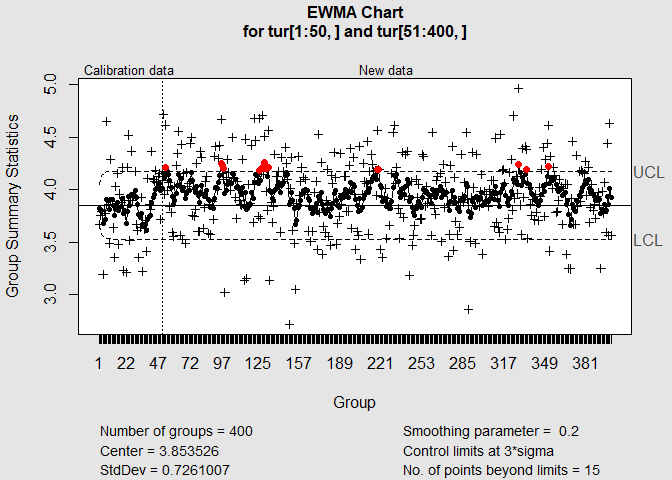 EWMA Chart
for tur[1:50, ] and tur[51:400, ]
Calibration data New data
Group Summary Statistics
5.0
4.5
4.0
3.5
3.0
UCL
LCL
1 22 47 72 97 125 157 189 221 253 285 317 349 381
Group
Number of groups = 400
Center = 3.853526
StdDev = 0.7261007
Smoothing parameter = 0.2
Control limits at 3*sigma
No. of points beyond limits = 15